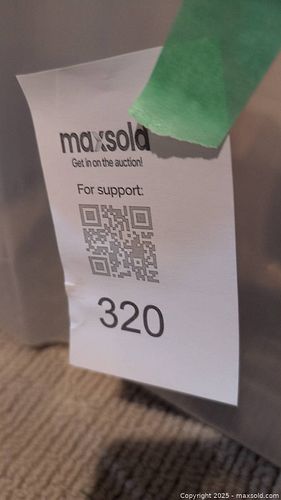 maxsold
Get in on the auction!
For support:
320
Copyright 2025 - maxsold.com